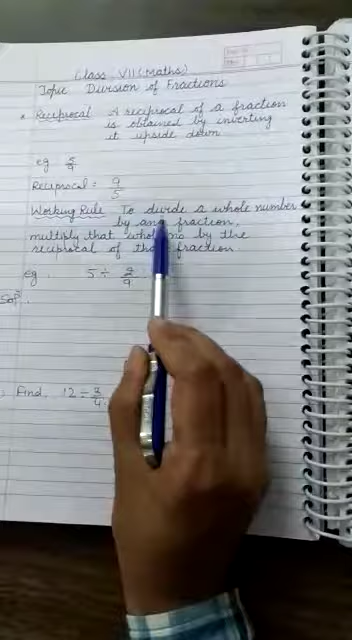 Class VII (Maths)
Topic Division of Fractions
Reciprocal A reciprocal of a fraction
is obtained by inverting
it upside down
eg 5/9
Reciprocal = 9/5
Working Rule To divide a whole number
by any fraction,
multiply that whole no by the
reciprocal of that fraction.
eg 5 ÷ 2/9
Sol.
Find. 12 ÷ 3/4.